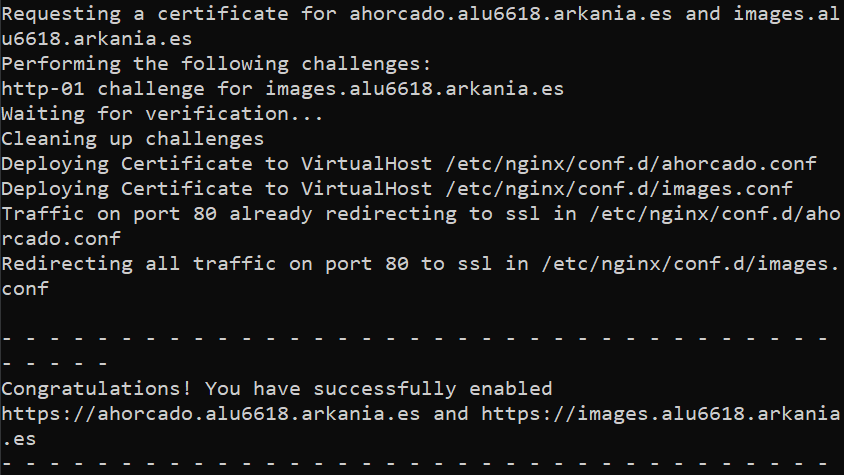 Requesting a certificate for ahorcado.alu6618.arkania.es and images.al
u6618.arkania.es
Performing the following challenges:
http-01 challenge for images.alu6618.arkania.es
Waiting for verification...
Cleaning up challenges
Deploying Certificate to VirtualHost /etc/nginx/conf.d/ahorcado.conf
Deploying Certificate to VirtualHost /etc/nginx/conf.d/images.conf
Traffic on port 80 already redirecting to ssl in /etc/nginx/conf.d/aho
rcado.conf
Redirecting all traffic on port 80 to ssl in /etc/nginx/conf.d/images.
conf
- - - - - - - - - - - - - - - - - - - - - - - - - - - - - - - - - - -
- - - - -
Congratulations! You have successfully enabled
https://ahorcado.alu6618.arkania.es and https://images.alu6618.arkania
.es
- - - - - - - - - - - - - - - - - - - - - - - - - - - - - - - - - - -